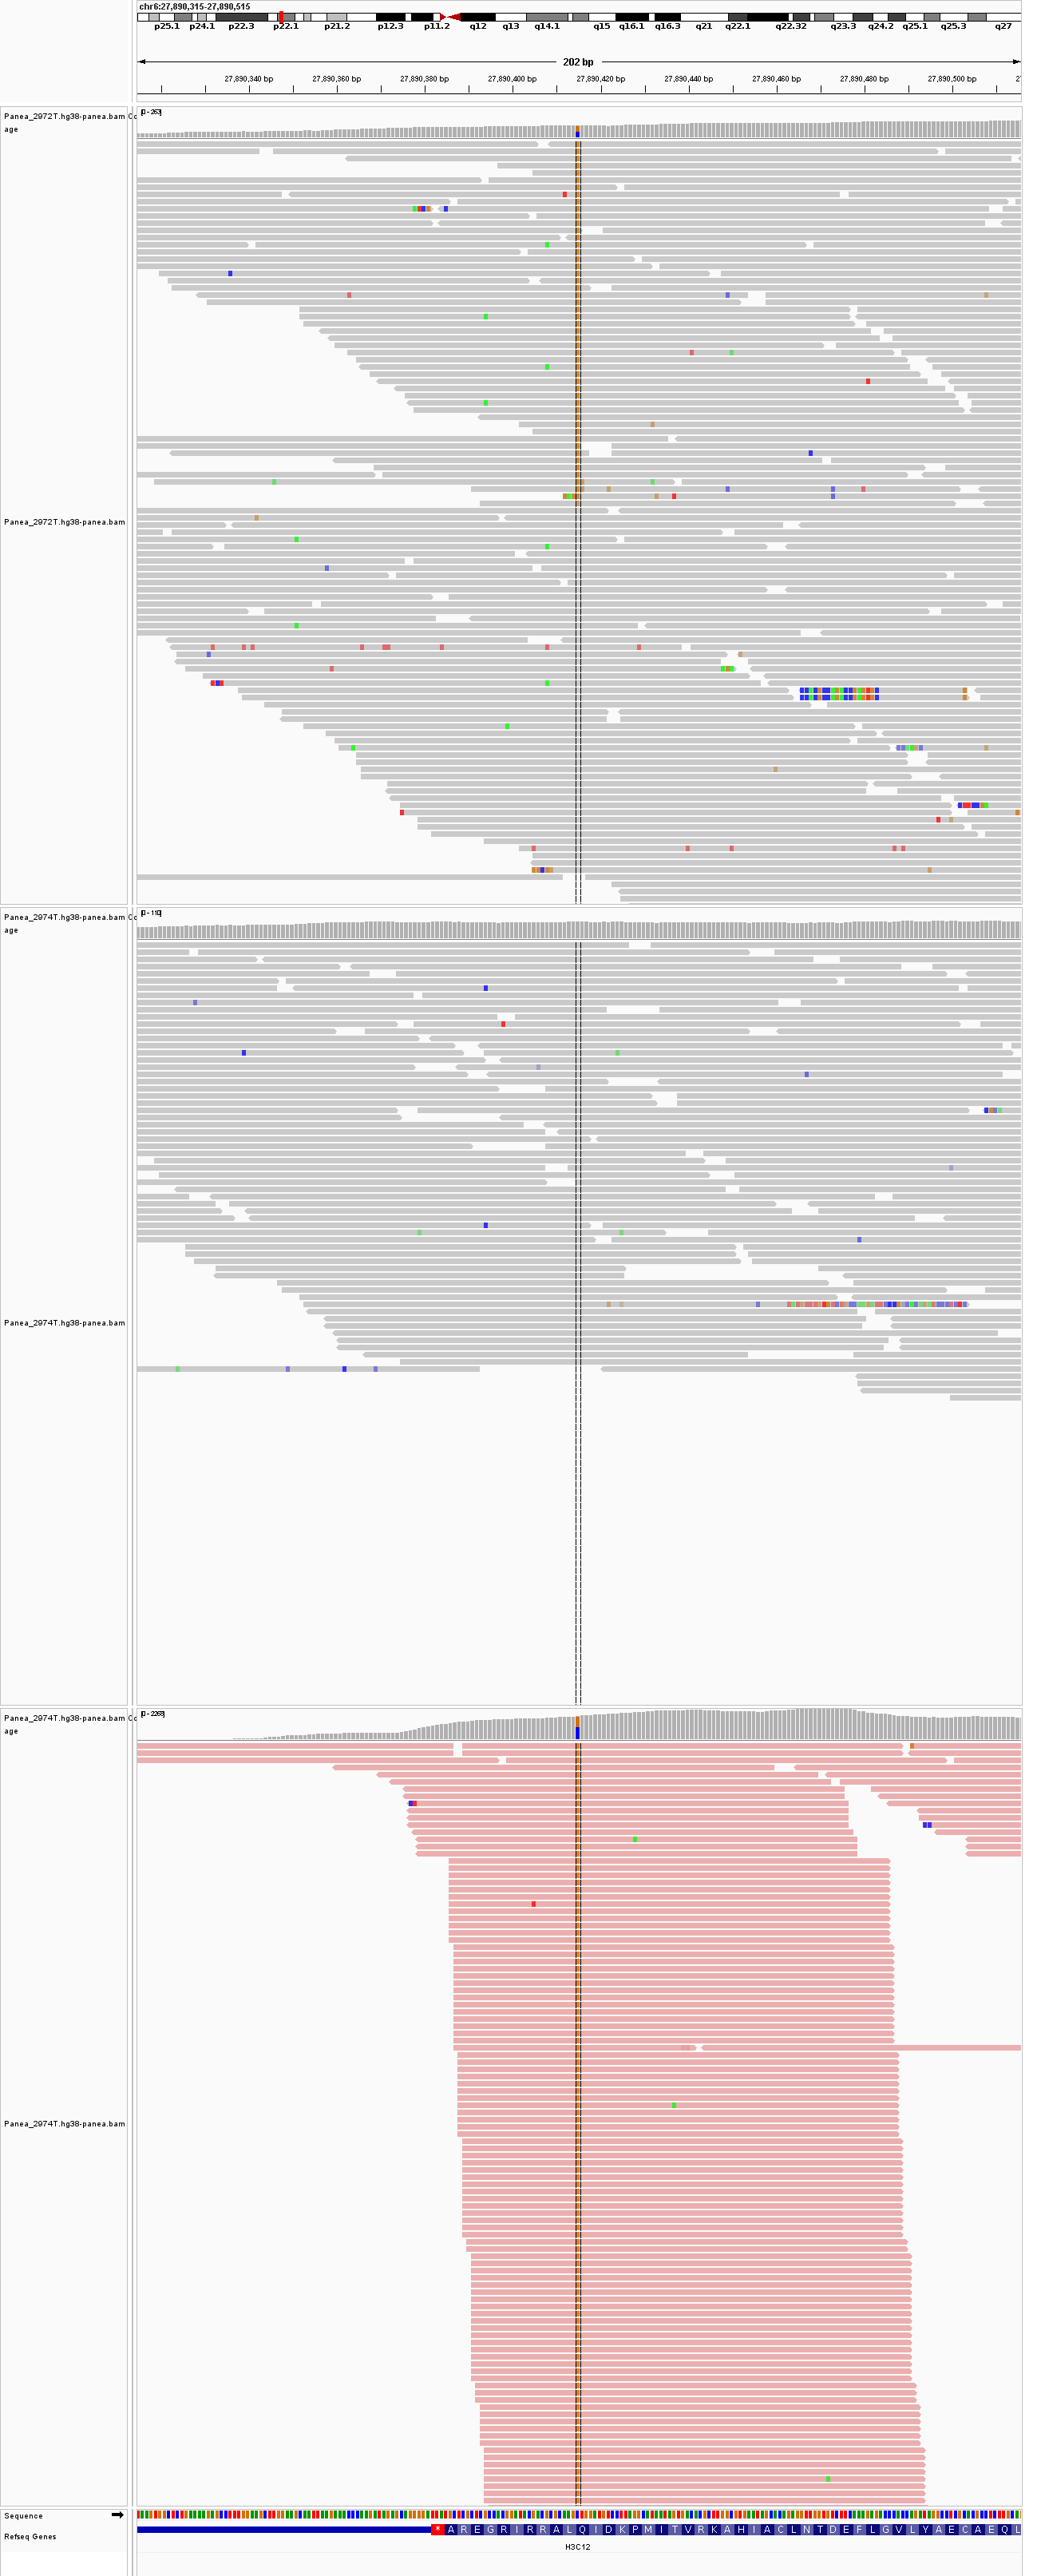 chr6:27,890,315-27,890,515
p25.1 p24.1 p22.3 p22.1 p21.2 p12.3 p11.2 q12 q13 q14.1 q15 q16.1 q16.3 q21 q22.1 q22.32 q23.3 q24.2 q25.1 q25.3 q27
202 bp
27,890,340 bp 27,890,360 bp 27,890,380 bp 27,890,400 bp 27,890,420 bp 27,890,440 bp 27,890,460 bp 27,890,480 bp 27,890,500 bp
Panea_2972T.hg38-panea.bam Co
age
[0 - 263]
Panea_2972T.hg38-panea.bam
Panea_2974T.hg38-panea.bam Co
age
[0 - 110]
Panea_2974T.hg38-panea.bam
Panea_2974T.hg38-panea.bam Co
age
[0 - 2268]
Panea_2974T.hg38-panea.bam
Sequence
Refseq Genes
* A R E G R I R R A L Q I D K P M I T V R K A H I A C L N T D E F L G V L Y A E C A E Q L
H3C12